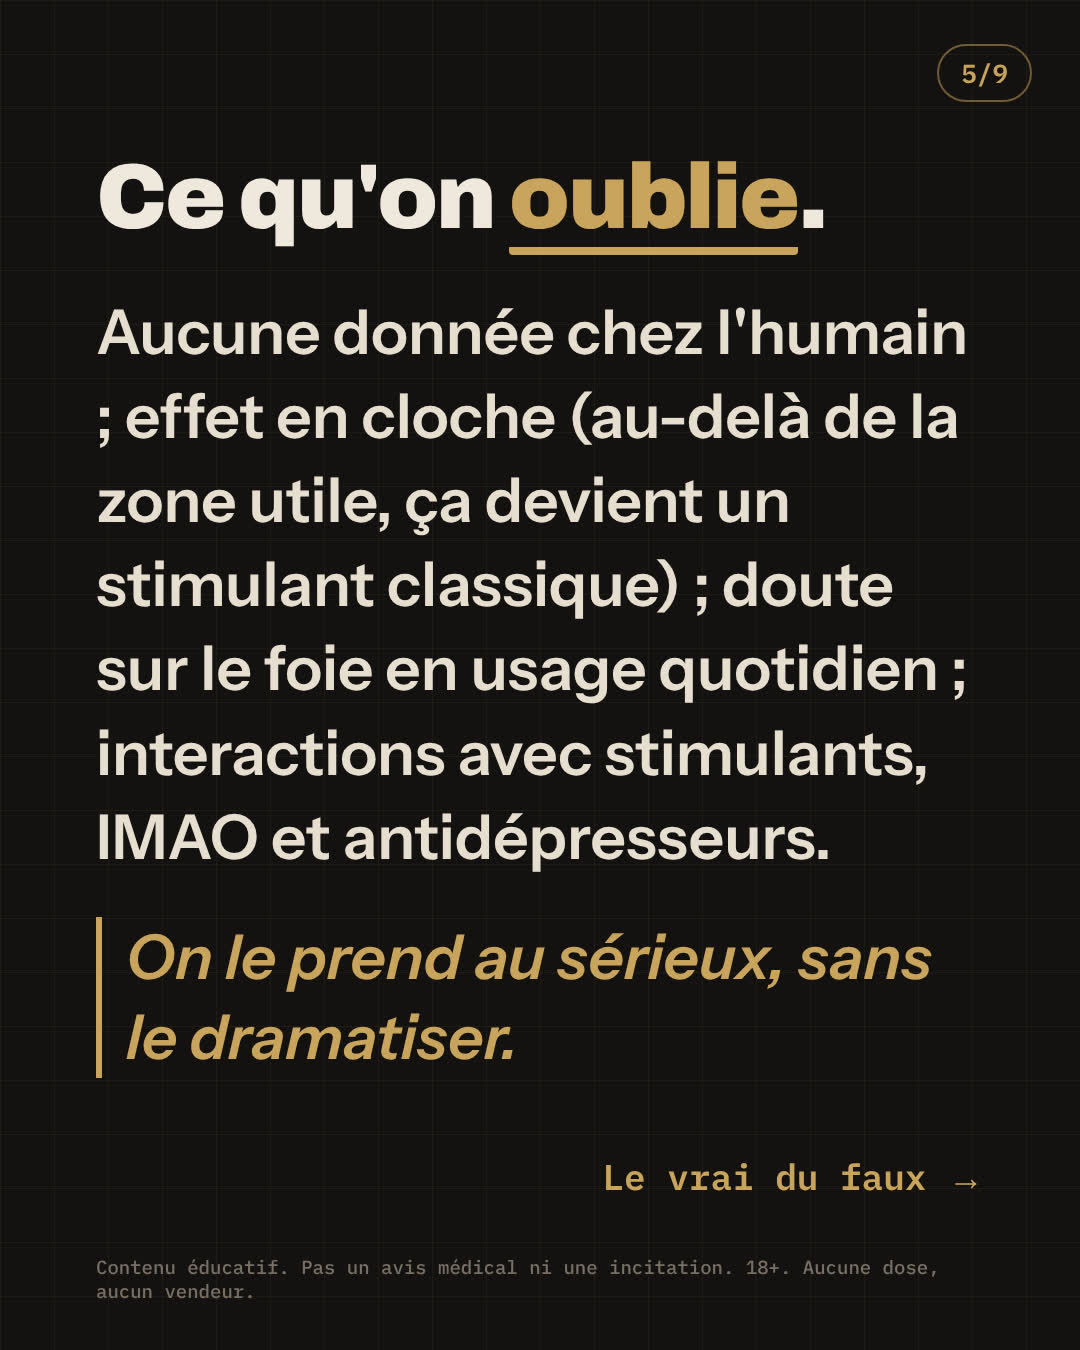 5/9
Ce qu'on oublie.
Aucune donnée chez l'humain
; effet en cloche (au-delà de la
zone utile, ça devient un
stimulant classique) ; doute
sur le foie en usage quotidien ;
interactions avec stimulants,
IMAO et antidépresseurs.
On le prend au sérieux, sans
le dramatiser.
Le vrai du faux →
Contenu éducatif. Pas un avis médical ni une incitation. 18+. Aucune dose,
aucun vendeur.